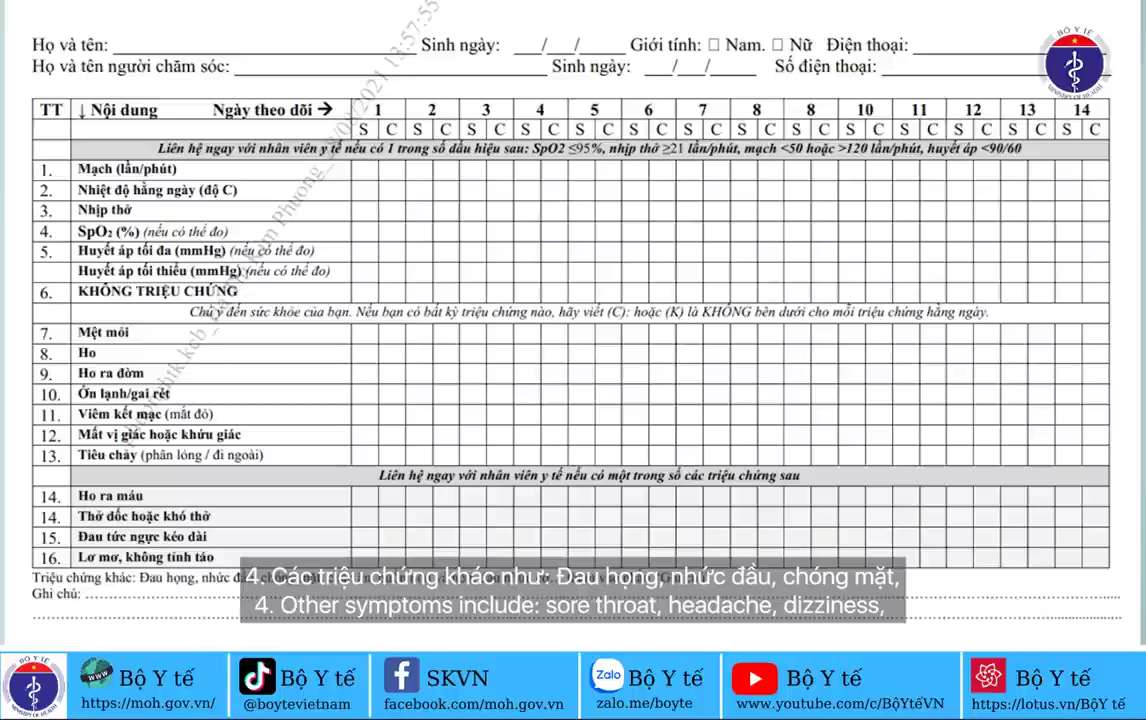 Họ và tên: Sinh ngày: / / Giới tính: □ Nam. □ Nữ Điện thoại:
Họ và tên người chăm sóc: Sinh ngày: / / Số điện thoại:
BỘ Y TẾ
MINISTRY OF HEALTH
TT ↓ Nội dung Ngày theo dõi → 1 2 3 4 5 6 7 8 8 10 11 12 13 14
S C S C S C S C S C S C S C S C S C S C S C S C S C S C
Liên hệ ngay với nhân viên y tế nếu có 1 trong số dấu hiệu sau: SpO2 ≤95%, nhịp thở ≥21 lần/phút, mạch <50 hoặc >120 lần/phút, huyết áp <90/60
1. Mạch (lần/phút)
2. Nhiệt độ hằng ngày (độ C)
3. Nhịp thở
4. SpO₂ (%) (nếu có thể đo)
5. Huyết áp tối đa (mmHg) (nếu có thể đo)
Huyết áp tối thiểu (mmHg) (nếu có thể đo)
6. KHÔNG TRIỆU CHỨNG
Chú ý đến sức khỏe của bạn. Nếu bạn có bất kỳ triệu chứng nào, hãy viết (C): hoặc (K) là KHÔNG bên dưới cho mỗi triệu chứng hằng ngày.
7. Mệt mỏi
8. Ho
9. Ho ra đờm
10. Ớn lạnh/gai rét
11. Viêm kết mạc (mắt đỏ)
12. Mất vị giác hoặc khứu giác
13. Tiêu chảy (phân lỏng / đi ngoài)
Liên hệ ngay với nhân viên y tế nếu có một trong số các triệu chứng sau
14. Ho ra máu
14. Thở dốc hoặc khó thở
15. Đau tức ngực kéo dài
16. Lơ mơ, không tỉnh táo
Triệu chứng khác: Đau họng, nhức
Ghi chú:
4. Các triệu chứng khác như: Đau họng, nhức đầu, chóng mặt,
4. Other symptoms include: sore throat, headache, dizziness,
BỘ Y TẾ
MINISTRY OF HEALTH
www
Bộ Y tế
https://moh.gov.vn/
Bộ Y tế
@boytevietnam
SKVN
facebook.com/moh.gov.vn
Zalo
Bộ Y tế
zalo.me/boyte
Bộ Y tế
www.youtube.com/c/BộYtếVN
Bộ Y tế
https://lotus.vn/BộY tế